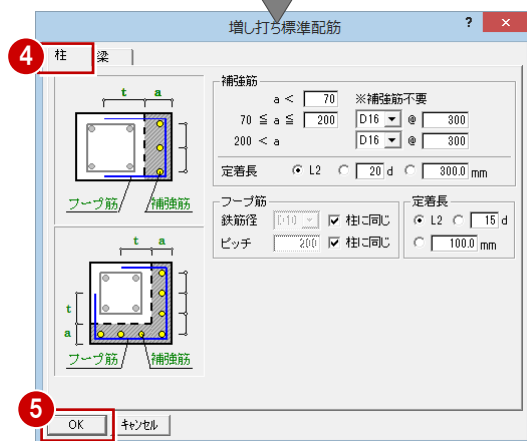 増し打ち標準配筋 ? ×
4 柱 梁
t a
フープ筋 補強筋
t a
t
a
フープ筋 補強筋
補強筋
a < 70 ※補強筋不要
70 ≦ a ≦ 200 D16 @ 300
200 < a D16 @ 300
定着長 L2 20 d 300.0 mm
フープ筋
鉄筋径 D10 柱に同じ
ピッチ 200 柱に同じ
定着長
L2 15 d
100.0 mm
5 OK キャンセル